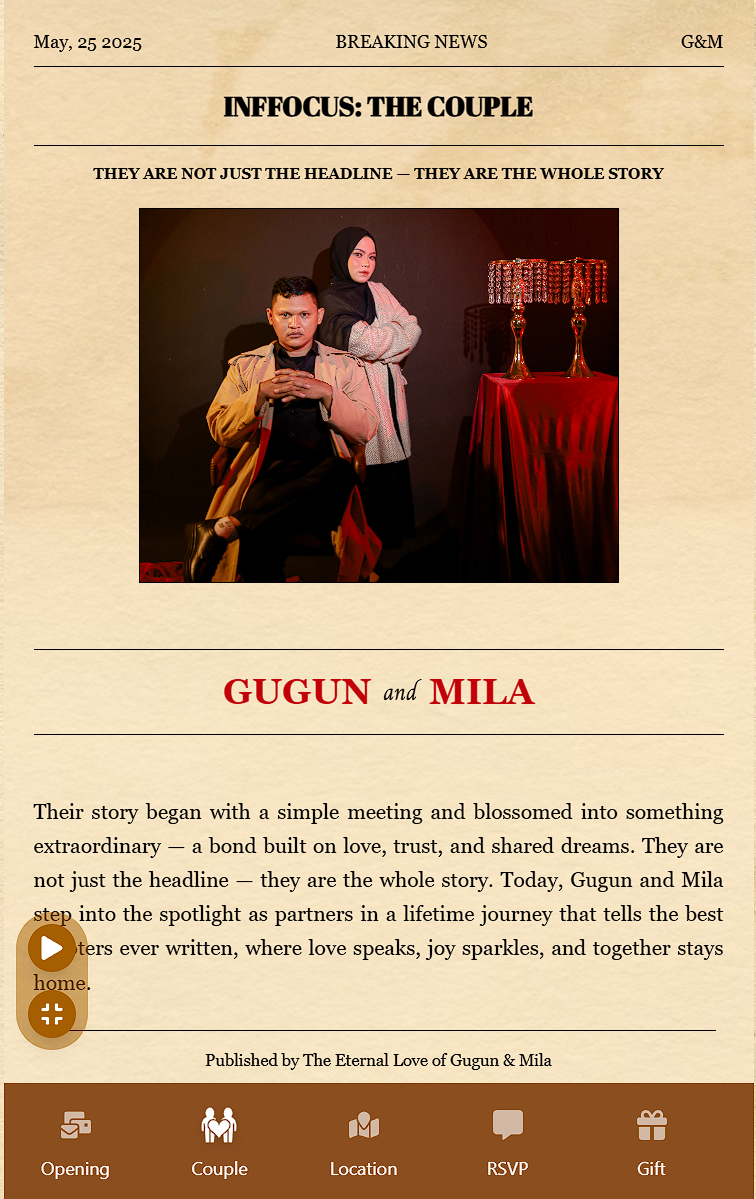 May, 25 2025 BREAKING NEWS G&M
INFFOCUS: THE COUPLE
THEY ARE NOT JUST THE HEADLINE — THEY ARE THE WHOLE STORY
GUGUN and MILA
Their story began with a simple meeting and blossomed into something
extraordinary — a bond built on love, trust, and shared dreams. They are
not just the headline — they are the whole story. Today, Gugun and Mila
step into the spotlight as partners in a lifetime journey that tells the best
ters ever written, where love speaks, joy sparkles, and together stays
home.
Published by The Eternal Love of Gugun & Mila
Opening Couple Location RSVP Gift